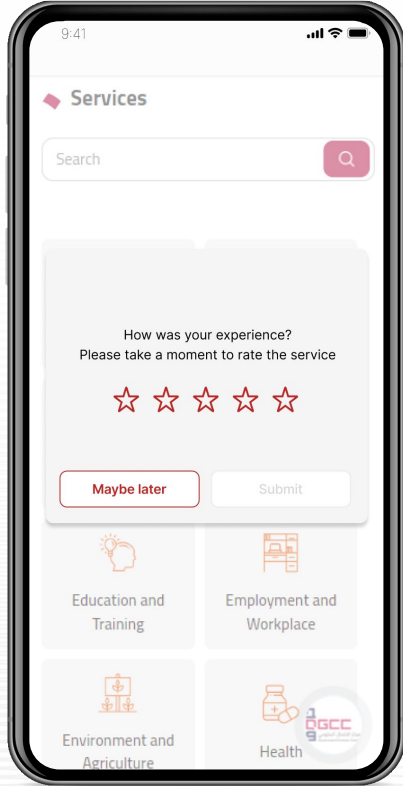 9:41
Services
Search
How was your experience?
Please take a moment to rate the service
Maybe later
Submit
Education and
Training
Employment and
Workplace
Environment and
Agriculture
Health
GCC